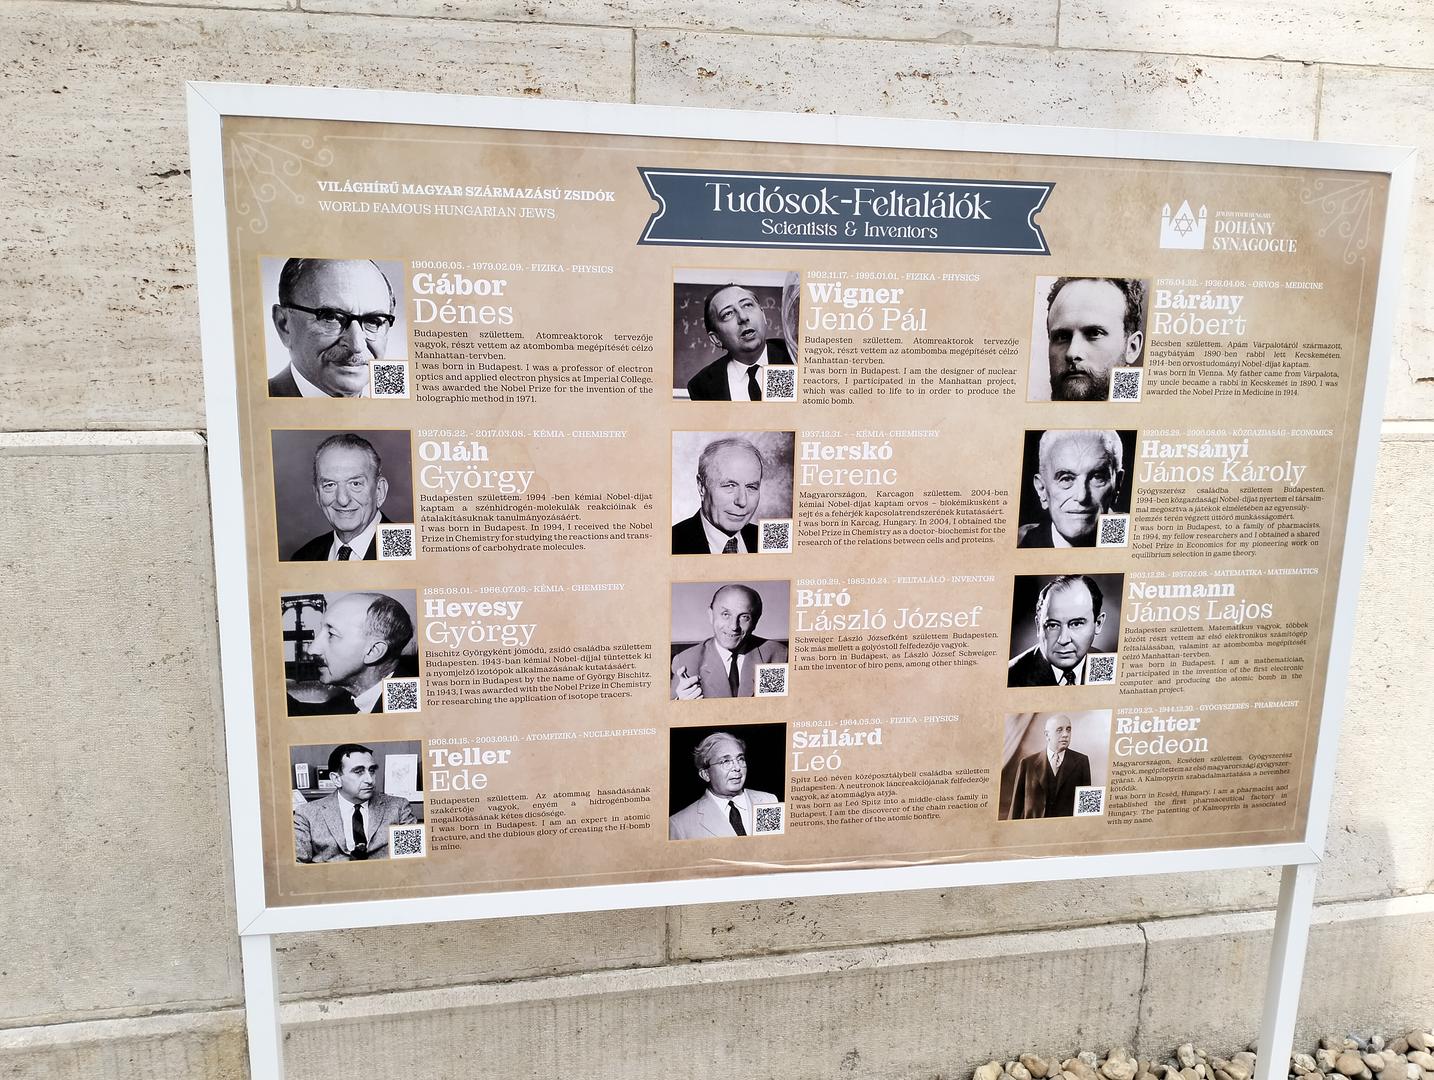 VILÁGHÍRŰ MAGYAR SZÁRMAZÁSÚ ZSIDÓK
WORLD FAMOUS HUNGARIAN JEWS
Tudósok-Feltalálók
Scientists & Inventors
JEWISH TOUR HUNGARY
DOHÁNY
SYNAGOGUE
1900.06.05. - 1979.02.09. - FIZIKA - PHYSICS
Gábor
Dénes
Budapesten születtem. Atomreaktorok tervezője
vagyok, részt vettem az atombomba megépítését célzó
Manhattan-tervben.
I was born in Budapest. I was a professor of electron
optics and applied electron physics at Imperial College.
I was awarded the Nobel Prize for the invention of the
holographic method in 1971.
1902.11.17. - 1995.01.01. - FIZIKA - PHYSICS
Wigner
Jenő Pál
Budapesten születtem. Atomreaktorok tervezője
vagyok, részt vettem az atombomba megépítését célzó
Manhattan-tervben.
I was born in Budapest. I am the designer of nuclear
reactors, I participated in the Manhattan project,
which was called to life to in order to produce the
atomic bomb.
1876.04.22. - 1936.04.08. - ORVOS - MEDICINE
Bárány
Róbert
Bécsben születtem. Apám Várpalotáról származott,
nagybátyám 1890-ben rabbi lett Kecskeméten.
1914-ben orvostudományi Nobel-díjat kaptam.
I was born in Vienna. My father came from Várpalota,
my uncle became a rabbi in Kecskemét in 1890. I was
awarded the Nobel Prize in Medicine in 1914.
1927.05.22. - 2017.03.08. - KÉMIA - CHEMISTRY
Oláh
György
Budapesten születtem. 1994 -ben kémiai Nobel-díjat
kaptam a szénhidrogén-molekulák reakcióinak és
átalakításuknak tanulmányozásáért.
I was born in Budapest. In 1994, I received the Nobel
Prize in Chemistry for studying the reactions and trans-
formations of carbohydrate molecules.
1937.12.31. - - KÉMIA - CHEMISTRY
Herskó
Ferenc
Magyarországon, Karcagon születtem. 2004-ben
kémiai Nobel-díjat kaptam orvos – biokémikusként a
sejt és a fehérjék kapcsolatrendszerének kutatásáért.
I was born in Karcag, Hungary. In 2004, I obtained the
Nobel Prize in Chemistry as a doctor-biochemist for the
research of the relations between cells and proteins.
1920.05.29. - 2000.08.09. - KÖZGAZDASÁG - ECONOMICS
Harsányi
János Károly
Gyógyszerész családba születtem Budapesten.
1994-ben közgazdasági Nobel-díjat nyertem el társaim-
mal megosztva a játékok elméletében az egyensúly-
elemzés terén végzett úttörő munkásságomért.
I was born in Budapest, to a family of pharmacists.
In 1994, my fellow researchers and I obtained a shared
Nobel Prize in Economics for my pioneering work on
equilibrium selection in game theory.
1885.08.01. - 1966.07.05. - KÉMIA - CHEMISTRY
Hevesy
György
Bischitz Györgyként jómódú, zsidó családba születtem
Budapesten. 1943-ban kémiai Nobel-díjjal tüntettek ki
a nyomjelző izotópok alkalmazásának kutatásáért.
I was born in Budapest by the name of György Bischitz.
In 1943, I was awarded with the Nobel Prize in Chemistry
for researching the application of isotope tracers.
1899.09.29. - 1985.10.24. - FELTALÁLÓ - INVENTOR
Bíró
László József
Schweiger László Józsefként születtem Budapesten.
Sok más mellett a golyóstoll felfedezője vagyok.
I was born in Budapest, as László József Schweiger.
I am the inventor of biro pens, among other things.
1903.12.28. - 1957.02.08. - MATEMATIKA - MATHEMATICS
Neumann
János Lajos
Budapesten születtem. Matematikus vagyok, többek
között részt vettem az első elektronikus számítógép
feltalálásában, valamint az atombomba megépítését
célzó Manhattan-tervben.
I was born in Budapest. I am a mathematician,
I participated in the invention of the first electronic
computer and producing the atomic bomb in the
Manhattan project.
1908.01.15. - 2003.09.10. - ATOMFIZIKA - NUCLEAR PHYSICS
Teller
Ede
Budapesten születtem. Az atommag hasadásának
szakértője vagyok, enyém a hidrogénbomba
megalkotásának kétes dicsősége.
I was born in Budapest. I am an expert in atomic
fracture, and the dubious glory of creating the H-bomb
is mine.
1898.02.11. - 1964.05.30. - FIZIKA - PHYSICS
Szilárd
Leó
Spitz Leó néven középosztálybeli családba születtem
Budapesten. A neutronok láncreakciójának felfedezője
vagyok, az atommáglya atyja.
I was born as Leó Spitz into a middle-class family in
Budapest. I am the discoverer of the chain reaction of
neutrons, the father of the atomic bonfire.
1872.09.23. - 1944.12.30. - GYÓGYSZERÉS - PHARMACIST
Richter
Gedeon
Magyarországon, Ecséden születtem. Gyógyszerész
vagyok, megépítettem az első magyarországi gyógyszer-
gyárat. A Kalmopyrin szabadalmaztatása a nevemhez
kötődik.
I was born in Ecséd, Hungary. I am a pharmacist and
established the first pharmaceutical factory in
Hungary. The patenting of Kalmopyrin is associated
with my name.